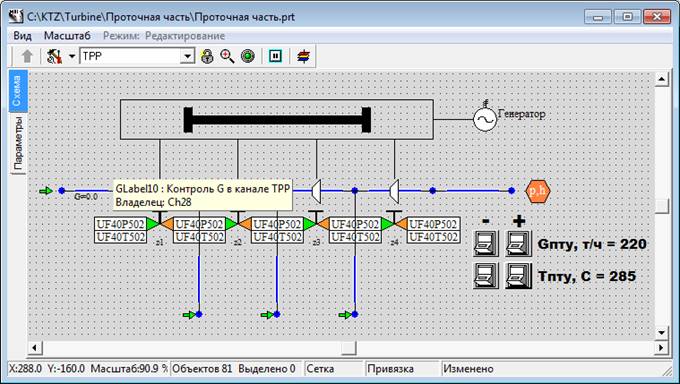 C:\KTZ\Turbine\Проточная часть\Проточная часть.prt
Вид Масштаб Режим: Редактирование
TPP
Схема
Параметры
Генератор
GLabel10 : Контроль G в канале TPP
Владелец: Ch28
G=0.0
p,h
UF40P502 UF40P502 UF40P502 UF40P502 UF40P502
UF40T502 UF40T502 UF40T502 UF40T502 UF40T502
z1 z2 z3 z4
- +
Gпту, т/ч = 220
Тпту, С = 285
X:288.0 Y:-160.0 Масштаб:90.9 % Объектов 81 Выделено 0 Сетка Привязка Изменено